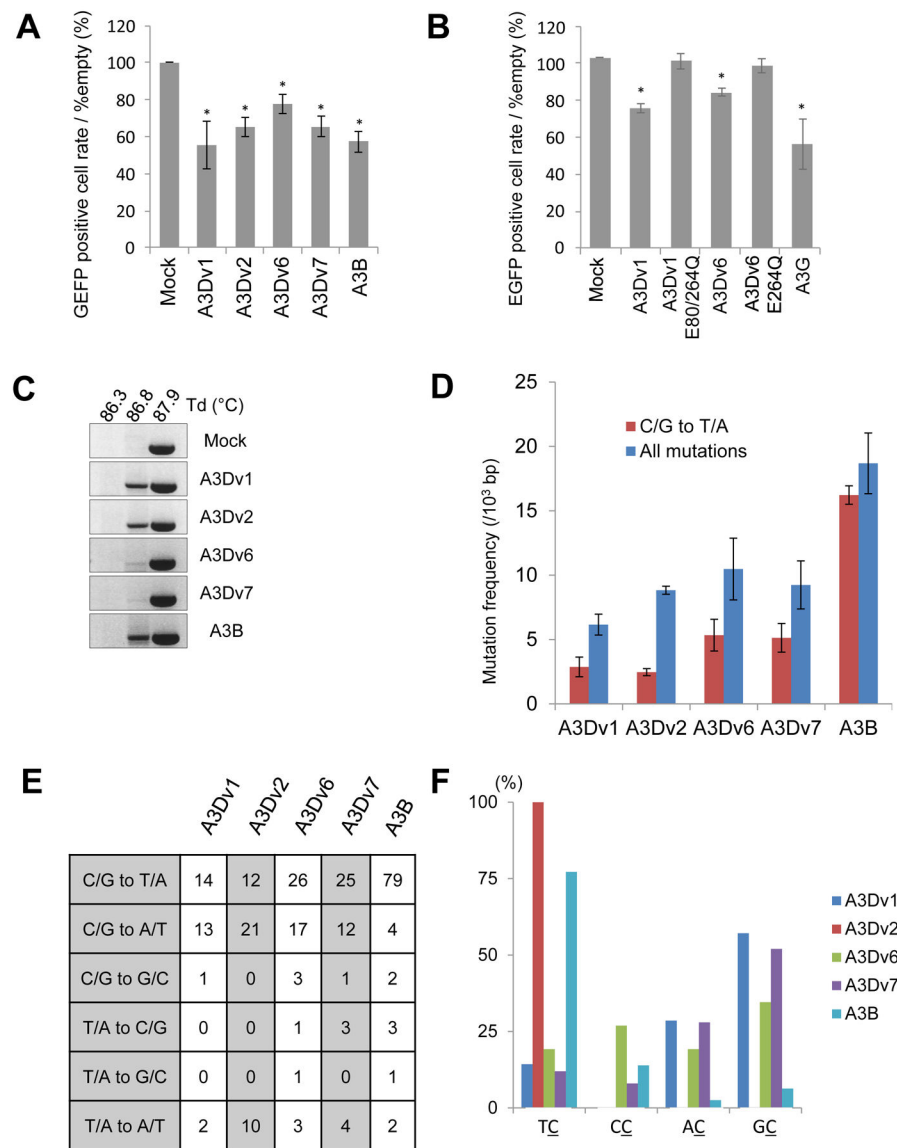 A
GEFP positive cell rate / %empty (%)
120
100
80
60
40
20
0
Mock
A3Dv1
A3Dv2
A3Dv6
A3Dv7
A3B
*
*
*
*
*
B
EGFP positive cell rate / %empty (%)
120
100
80
60
40
20
0
Mock
A3Dv1
A3Dv1 E80/264Q
A3Dv6
A3Dv6 E264Q
A3G
*
*
*
C
86.3 86.8 87.9 Td (°C)
Mock
A3Dv1
A3Dv2
A3Dv6
A3Dv7
A3B
D
Mutation frequency (/10³ bp)
25
20
15
10
5
0
C/G to T/A
All mutations
A3Dv1 A3Dv2 A3Dv6 A3Dv7 A3B
E
A3Dv1 A3Dv2 A3Dv6 A3Dv7 A3B
C/G to T/A 14 12 26 25 79
C/G to A/T 13 21 17 12 4
C/G to G/C 1 0 3 1 2
T/A to C/G 0 0 1 3 3
T/A to G/C 0 0 1 0 1
T/A to A/T 2 10 3 4 2
F
(%)
100
75
50
25
0
TC CC AC GC
A3Dv1
A3Dv2
A3Dv6
A3Dv7
A3B